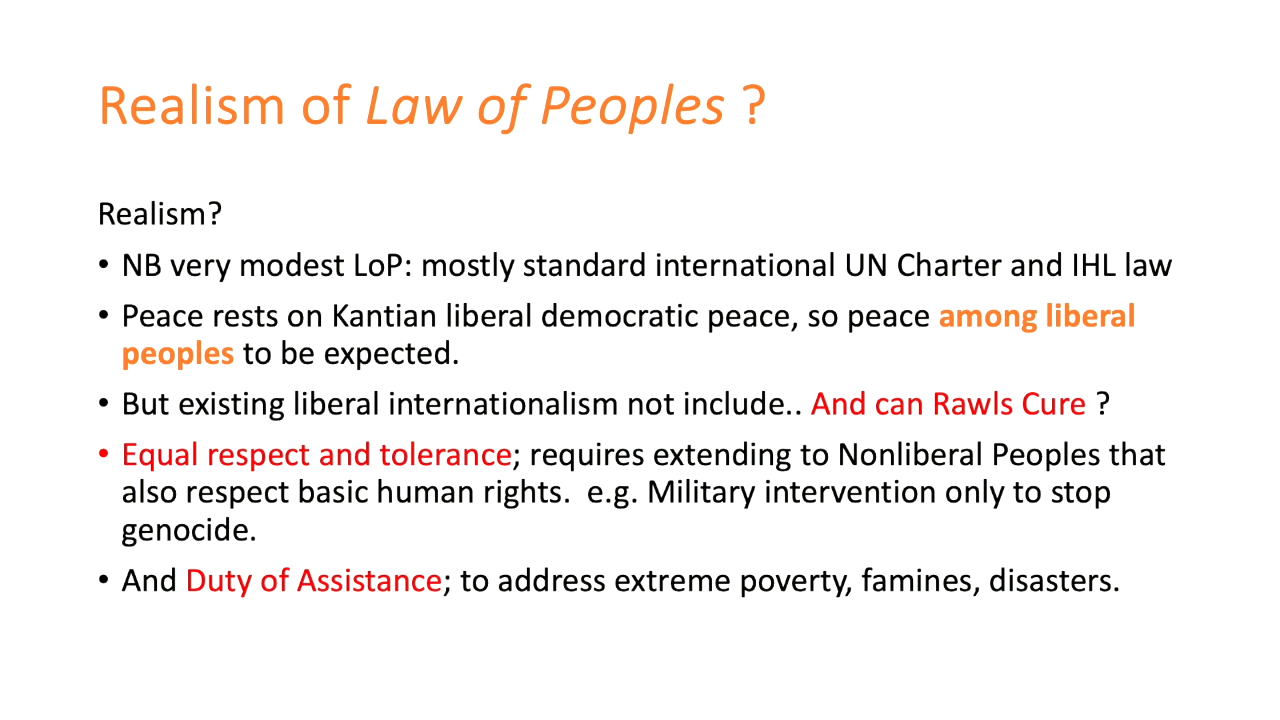 Realism of Law of Peoples ?
Realism?
• NB very modest LoP: mostly standard international UN Charter and IHL law
• Peace rests on Kantian liberal democratic peace, so peace among liberal
peoples to be expected.
• But existing liberal internationalism not include.. And can Rawls Cure ?
• Equal respect and tolerance; requires extending to Nonliberal Peoples that
also respect basic human rights.  e.g. Military intervention only to stop
genocide.
• And Duty of Assistance; to address extreme poverty, famines, disasters.